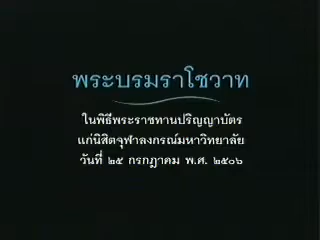 พระบรมราโชวาท
ในพิธีพระราชทานปริญญาบัตร
แก่นิสิตจุฬาลงกรณ์มหาวิทยาลัย
วันที่ ๒๕ กรกฎาคม พ.ศ. ๒๕๐๖